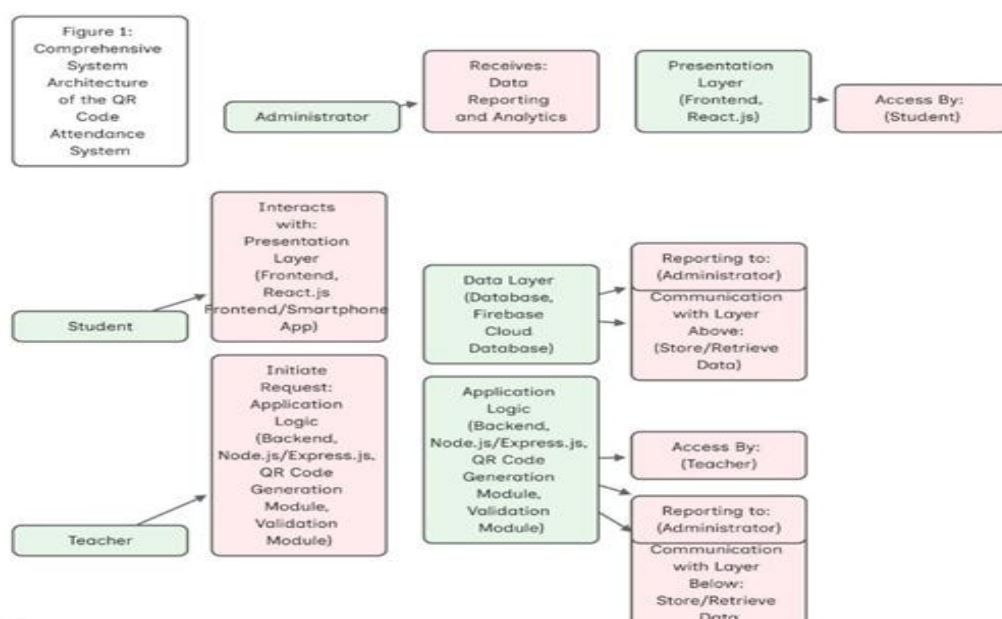 Figure 1:
Comprehensive
System
Architecture
of the QR
Code
Attendance
System
Administrator
Receives:
Data
Reporting
and Analytics
Presentation
Layer
(Frontend,
React.js)
Access By:
(Student)
Student
Interacts
with:
Presentation
Layer
(Frontend,
React.js
Frontend/Smartphone
App)
Data Layer
(Database,
Firebase
Cloud
Database)
Reporting to:
(Administrator)
Communication
with Layer
Above:
(Store/Retrieve
Data)
Teacher
Initiate
Request:
Application
Logic
(Backend,
Node.js/Express.js,
QR Code
Generation
Module,
Validation
Module)
Application
Logic
(Backend,
Node.js/Express.js,
QR Code
Generation
Module,
Validation
Module)
Access By:
(Teacher)
Reporting to:
(Administrator)
Communication
with Layer
Below:
Store/Retrieve
Data